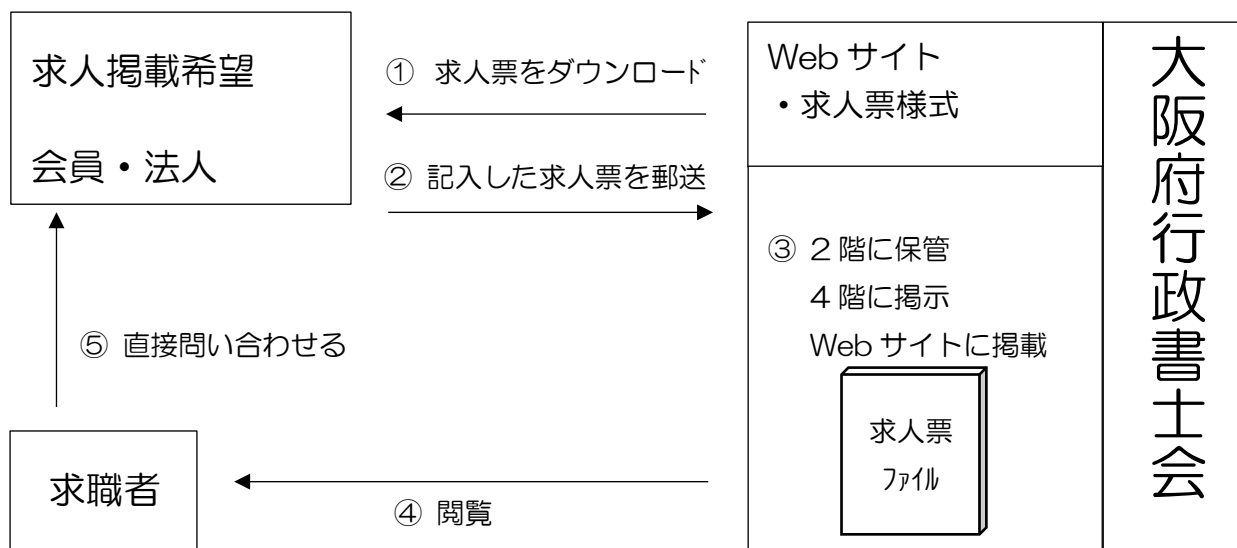 求人掲載希望
会員・法人
① 求人票をダウンロード
② 記入した求人票を郵送
Web サイト
・求人票様式
③ 2階に保管
4階に掲示
Web サイトに掲載
求人票
ファイル
大阪府行政書士会
⑤ 直接問い合わせる
求職者
④ 閲覧